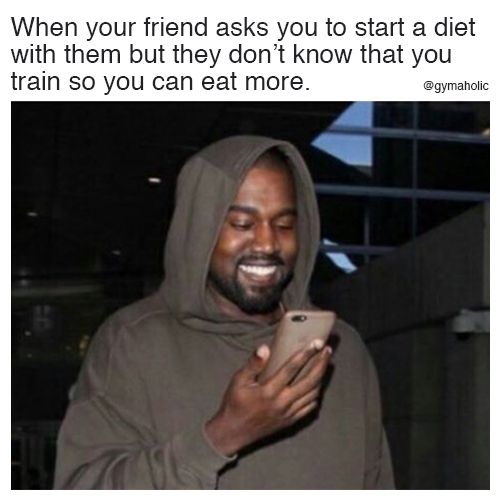 When your friend asks you to start a diet
with them but they don’t know that you
train so you can eat more.
@gymaholic